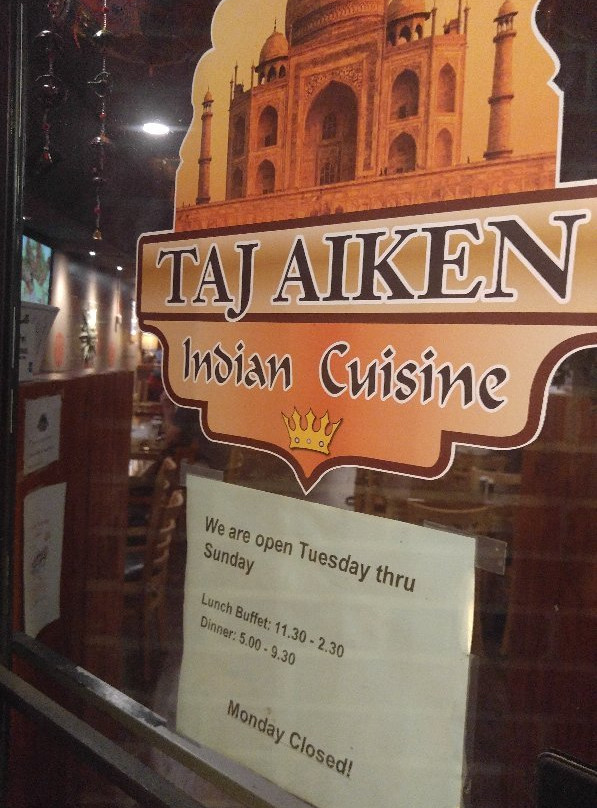 TAJ AIKEN
Indian Cuisine
We are open Tuesday thru
Sunday
Lunch Buffet: 11.30 - 2.30
Dinner: 5.00 - 9.30
Monday Closed!